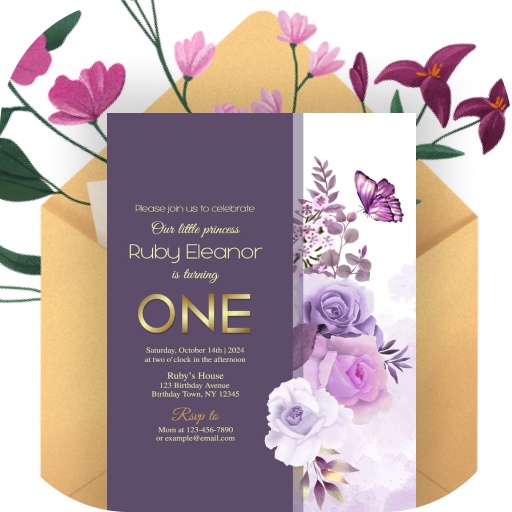 Please join us to celebrate
Our little princess
Ruby Eleanor
is turning
ONE
Saturday, October 14th | 2024
at two o'clock in the afternoon
Ruby's House
123 Birthday Avenue
Birthday Town, NY 12345
Rsvp to
Mom at 123-456-7890
or example@email.com